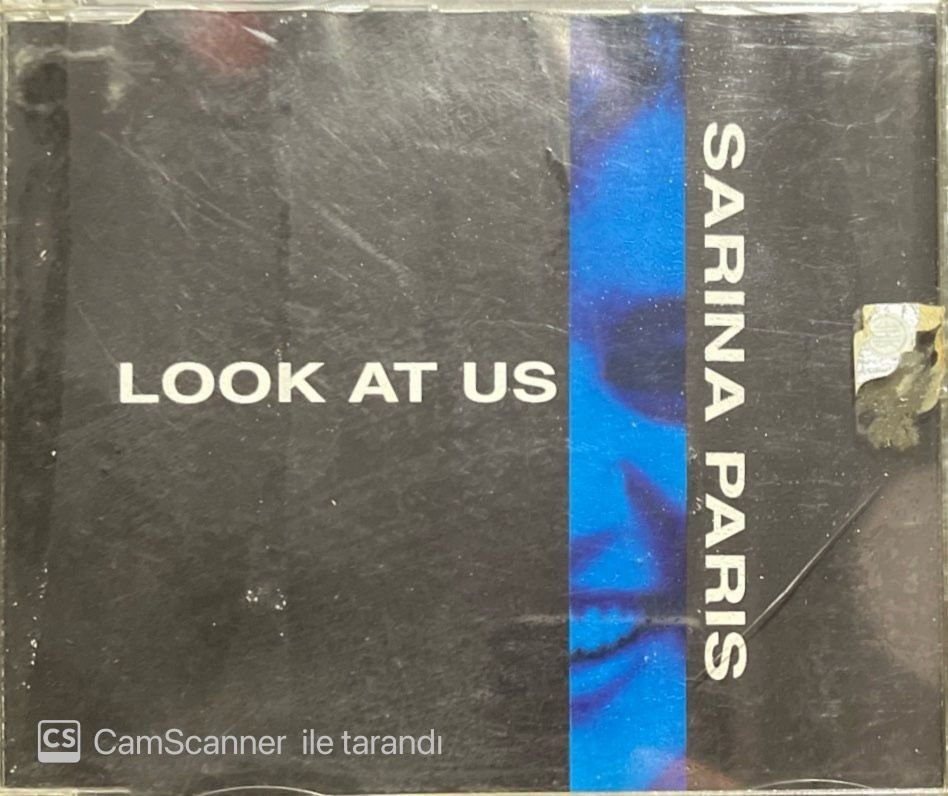 LOOK AT US
SARINA PARIS
CS CamScanner ile tarandı